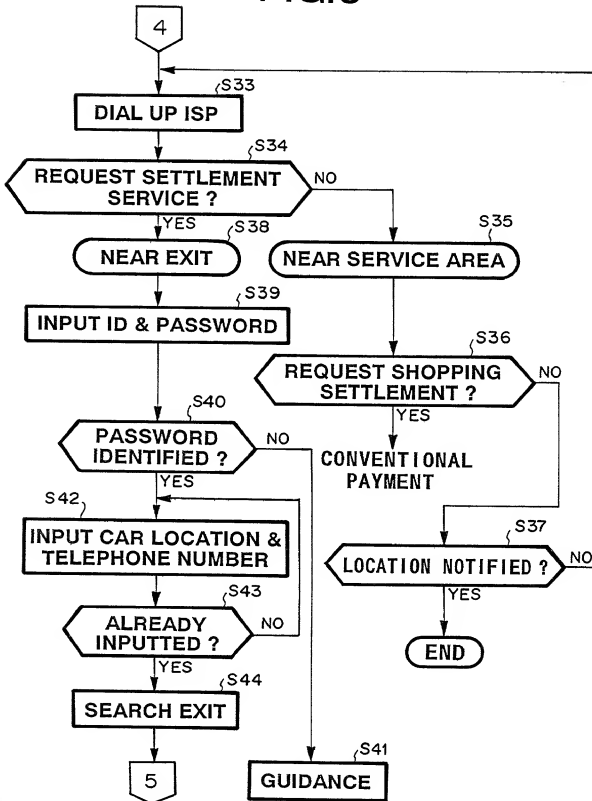 4
S33
DIAL UP ISP
S34
REQUEST SETTLEMENT
SERVICE ?
NO
YES
S38
NEAR EXIT
S35
NEAR SERVICE AREA
S39
INPUT ID & PASSWORD
S36
REQUEST SHOPPING
SETTLEMENT ?
NO
YES
CONVENTIONAL
PAYMENT
S40
PASSWORD
IDENTIFIED ?
NO
YES
S42
INPUT CAR LOCATION &
TELEPHONE NUMBER
S37
LOCATION NOTIFIED ?
NO
YES
END
S43
ALREADY
INPUTTED ?
NO
YES
S44
SEARCH EXIT
5
S41
GUIDANCE